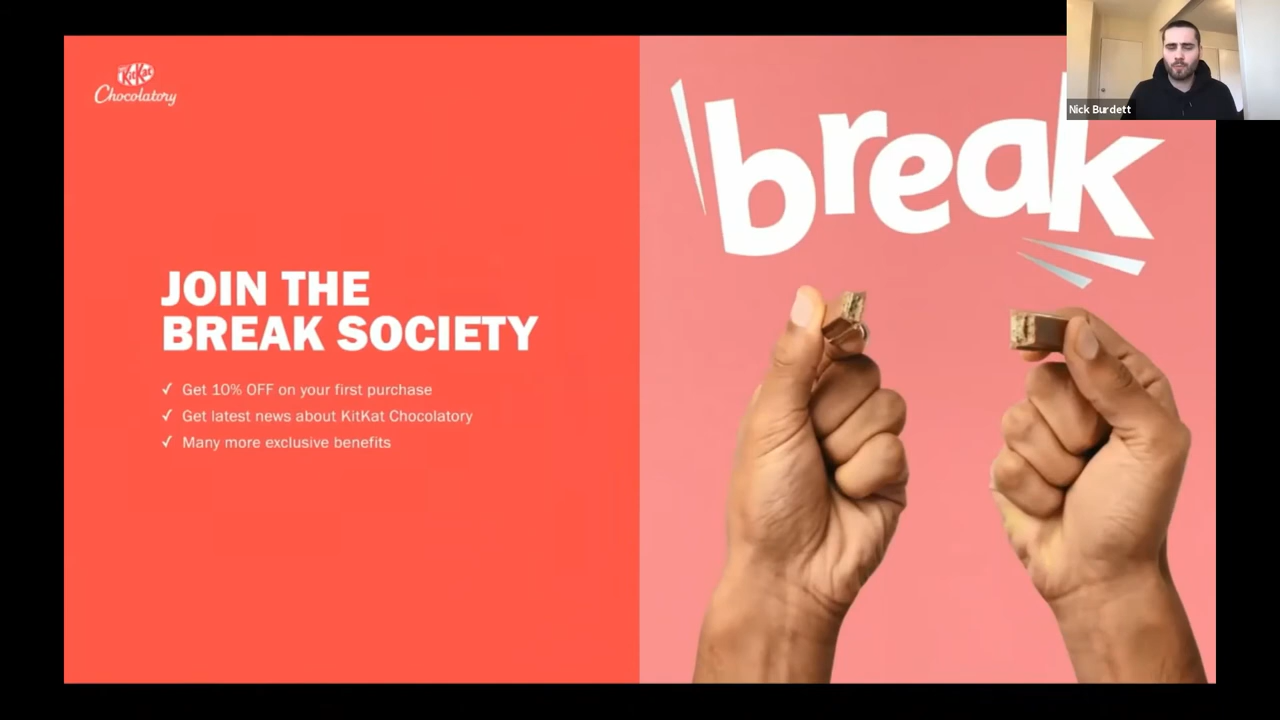 KitKat
Chocolatory
break
Nick Burdett
JOIN THE
BREAK SOCIETY
✓ Get 10% OFF on your first purchase
✓ Get latest news about KitKat Chocolatory
✓ Many more exclusive benefits